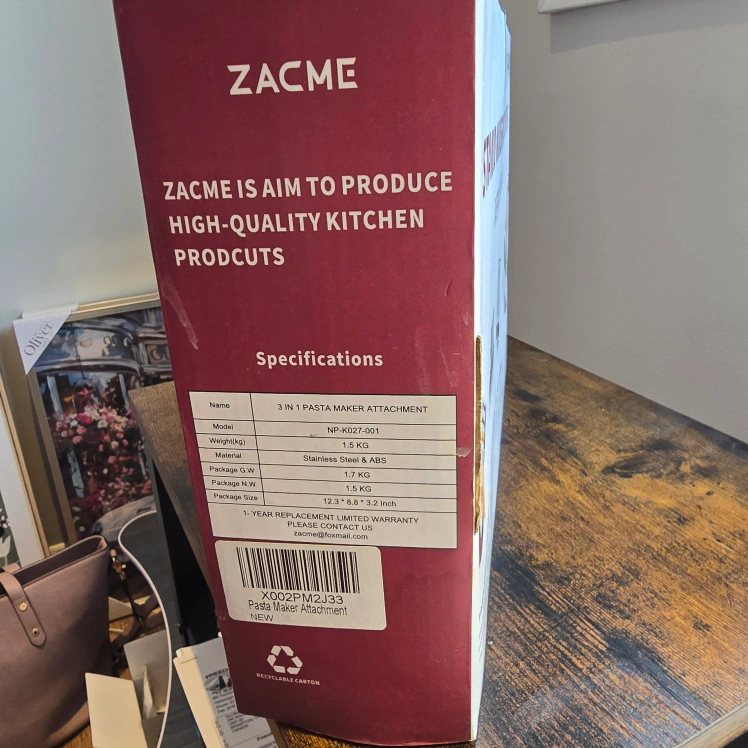 ZACME
ZACME IS AIM TO PRODUCE
HIGH-QUALITY KITCHEN
PRODCUTS
Specifications
Name 3 IN 1 PASTA MAKER ATTACHMENT
Model NP-K027-001
Weight(kg) 1.5 KG
Material Stainless Steel & ABS
Package G.W 1.7 KG
Package N.W 1.5 KG
Package Size 12.3 * 6.8 * 3.2 inch
1- YEAR REPLACEMENT LIMITED WARRANTY
PLEASE CONTACT US
zacme@foxmail.com
X002PM2J33
Pasta Maker Attachment
NEW
RECYCLABLE CARTON
Oliver